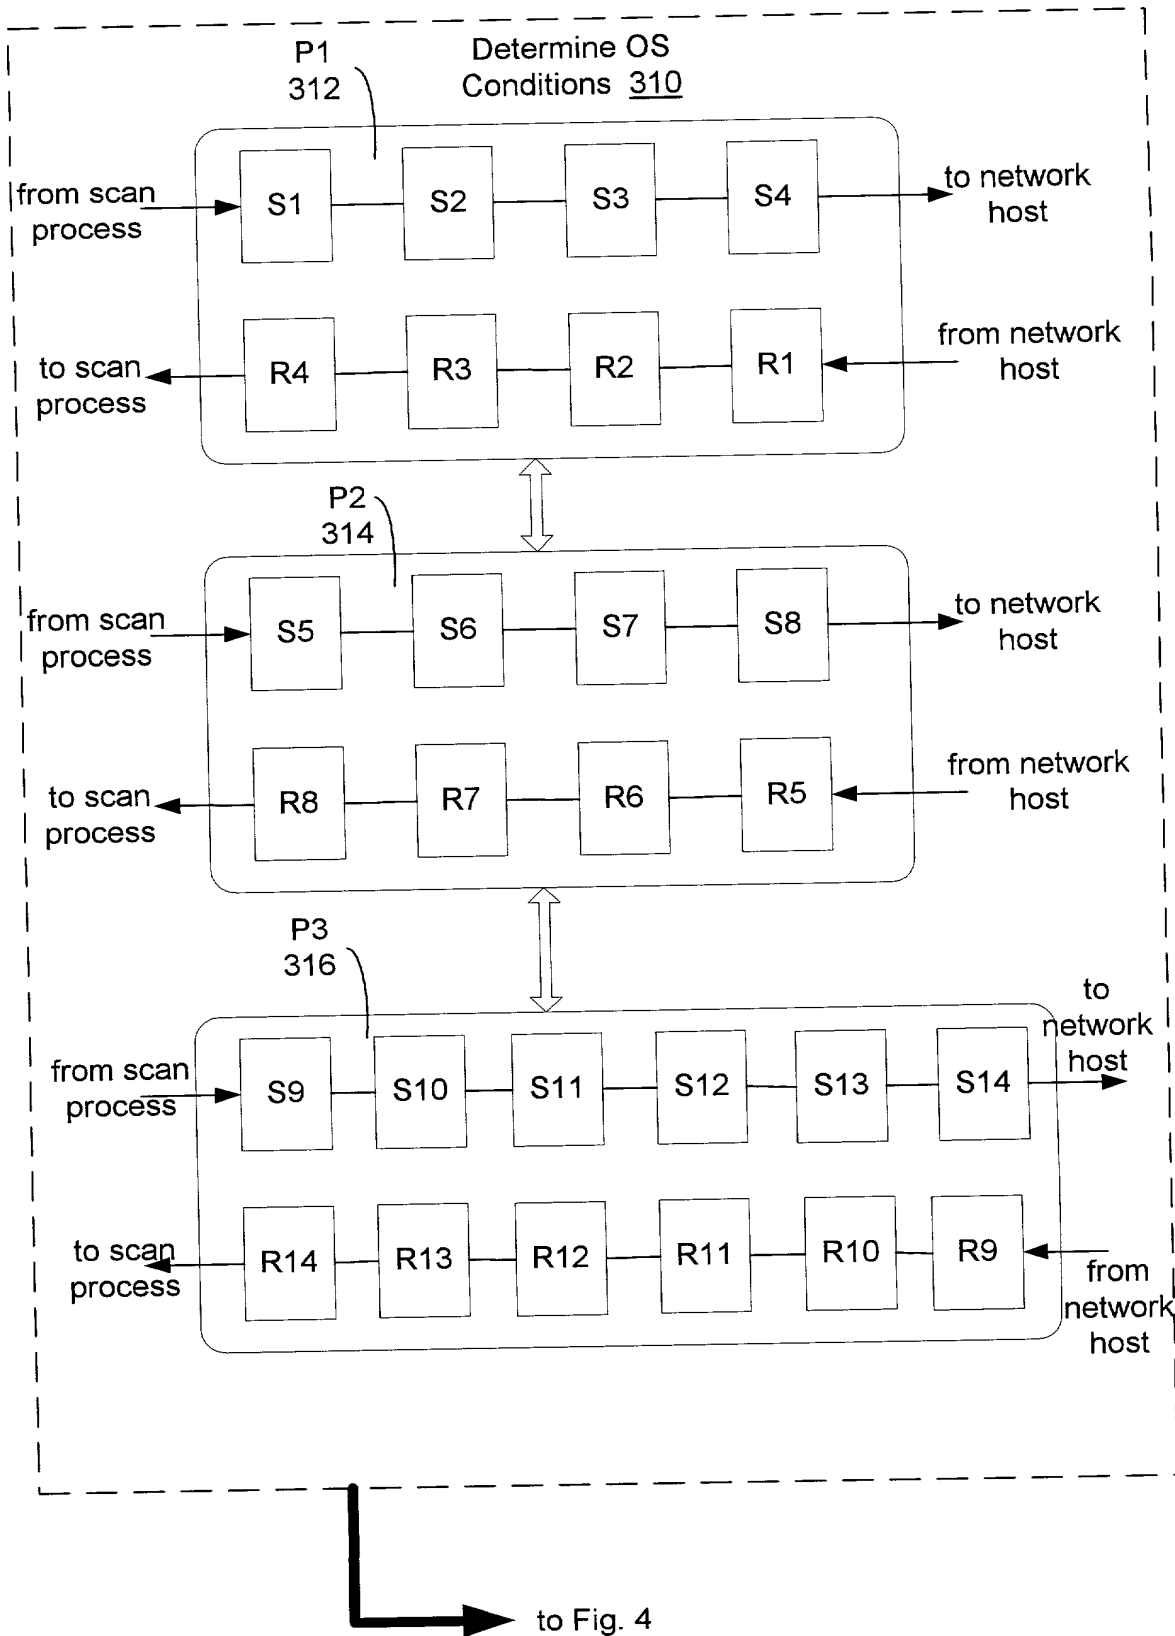 Determine OS
Conditions 310
P1
312
from scan
process
S1
S2
S3
S4
to network
host
to scan
process
R4
R3
R2
R1
from network
host
P2
314
from scan
process
S5
S6
S7
S8
to network
host
to scan
process
R8
R7
R6
R5
from network
host
P3
316
from scan
process
S9
S10
S11
S12
S13
S14
to
network
host
to scan
process
R14
R13
R12
R11
R10
R9
from
network
host
to Fig. 4